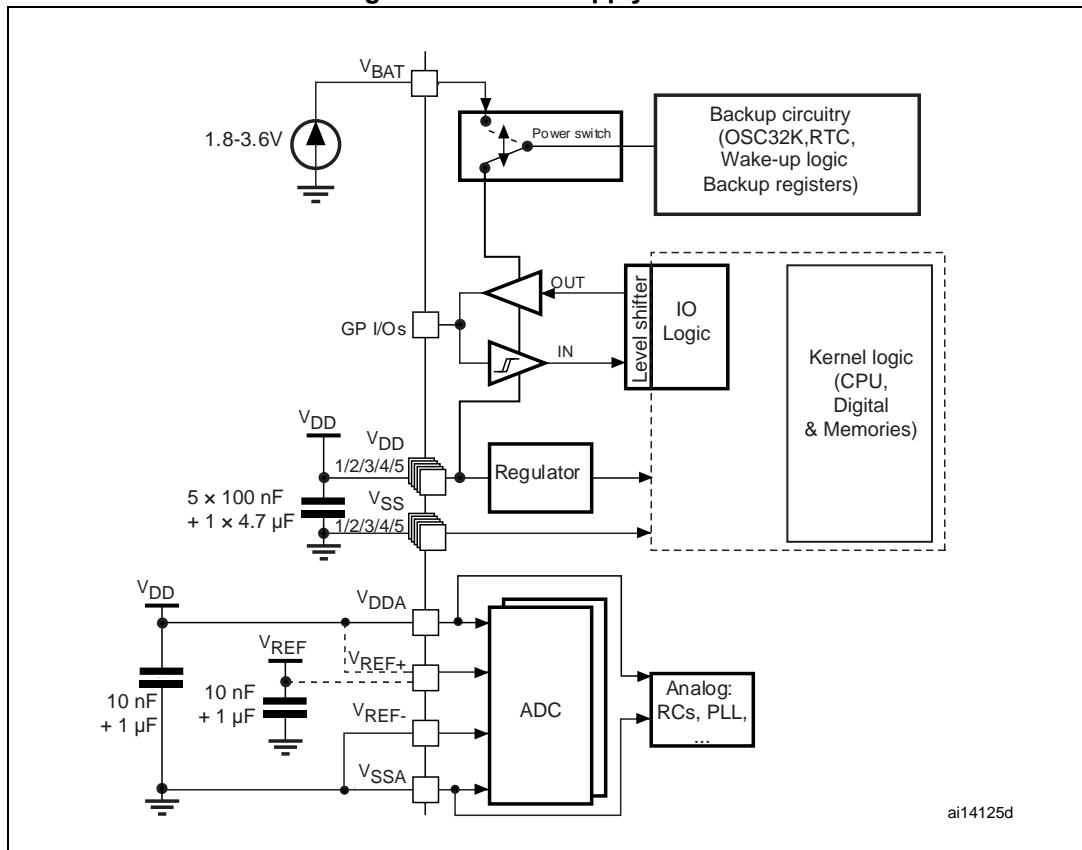 VBAT
1.8-3.6V
Power switch
Backup circuitry
(OSC32K,RTC,
Wake-up logic
Backup registers)
OUT
GP I/Os
IN
Level shifter
IO
Logic
Kernel logic
(CPU,
Digital
& Memories)
VDD
VDD
1/2/3/4/5
Regulator
5 × 100 nF
+ 1 × 4.7 µF
VSS
1/2/3/4/5
VDD
VDDA
VREF
VREF+
10 nF
+ 1 µF
10 nF
+ 1 µF
VREF-
ADC
Analog:
RCs, PLL,
...
VSSA
ai14125d